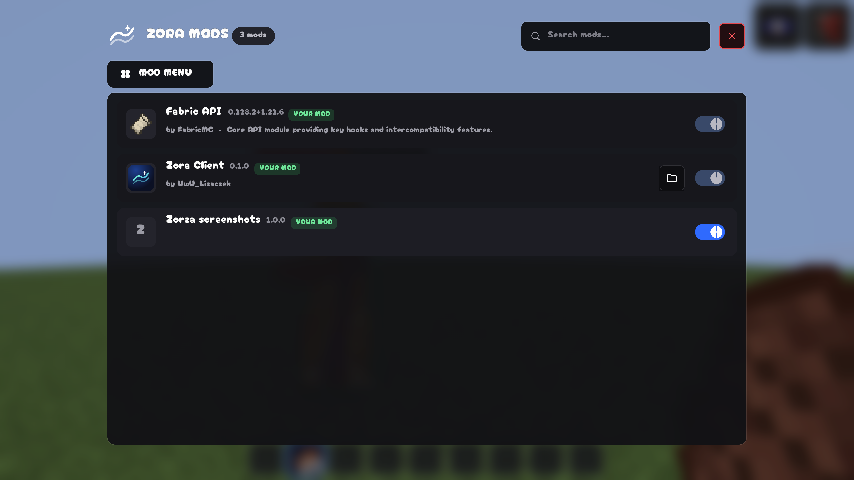 ZORA MODS 3 mods
Search mods...
MOD MENU
Fabric API 0.128.2+1.21.6 YOUR MOD
by FabricMC - Core API module providing key hooks and intercompatibility features.
Zora Client 0.1.0 YOUR MOD
Z
Zorza screenshots 1.0.0 YOUR MOD